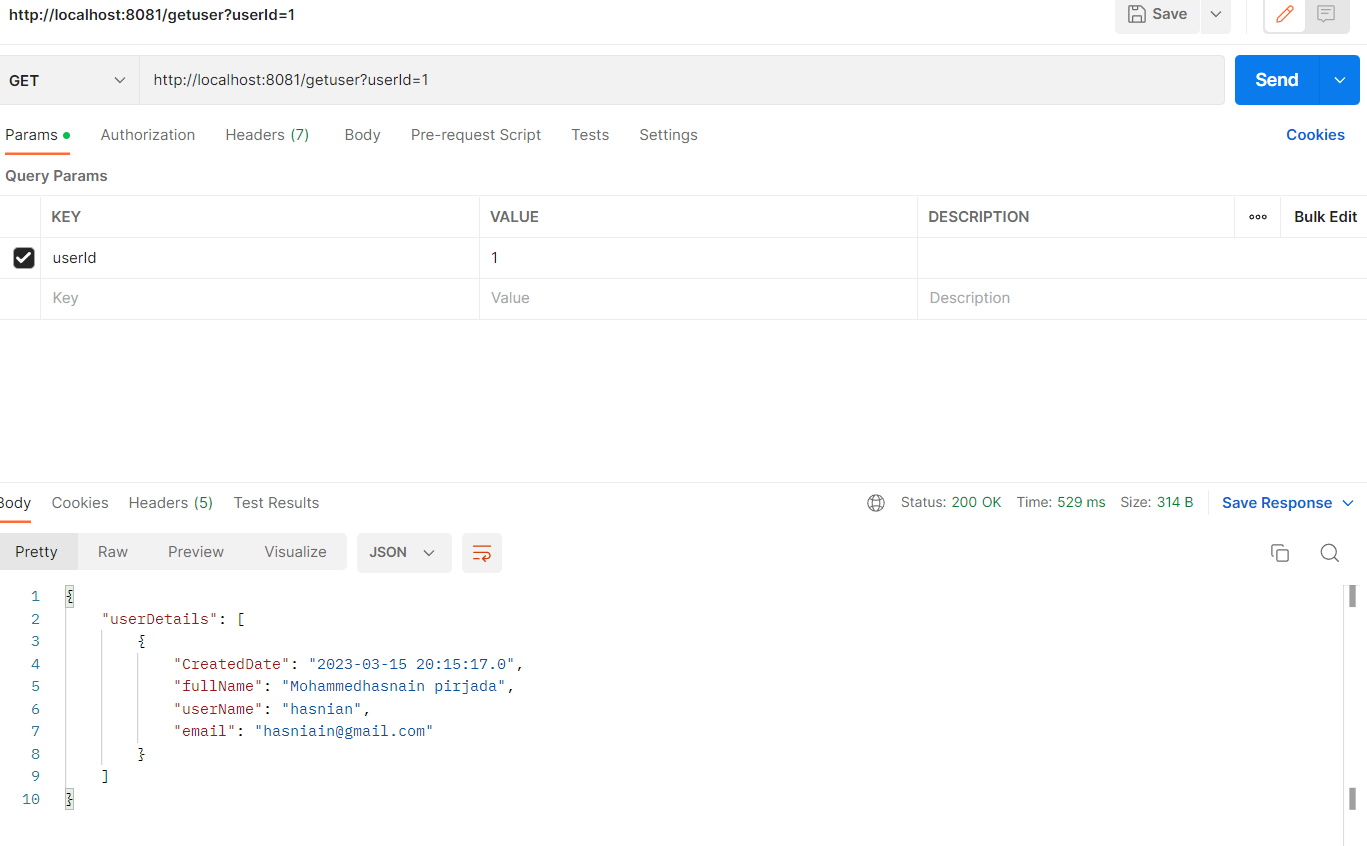 http://localhost:8081/getuser?userId=1 Save
GET http://localhost:8081/getuser?userId=1 Send
Params Authorization Headers (7) Body Pre-request Script Tests Settings Cookies
Query Params
KEY VALUE DESCRIPTION Bulk Edit
userId 1
Key Value Description
Body Cookies Headers (5) Test Results Status: 200 OK Time: 529 ms Size: 314 B Save Response
Pretty Raw Preview Visualize JSON
1 {
2 "userDetails": [
3 {
4 "CreatedDate": "2023-03-15 20:15:17.0",
5 "fullName": "Mohammedhasnain pirjada",
6 "userName": "hasnian",
7 "email": "hasniain@gmail.com"
8 }
9 ]
10 }